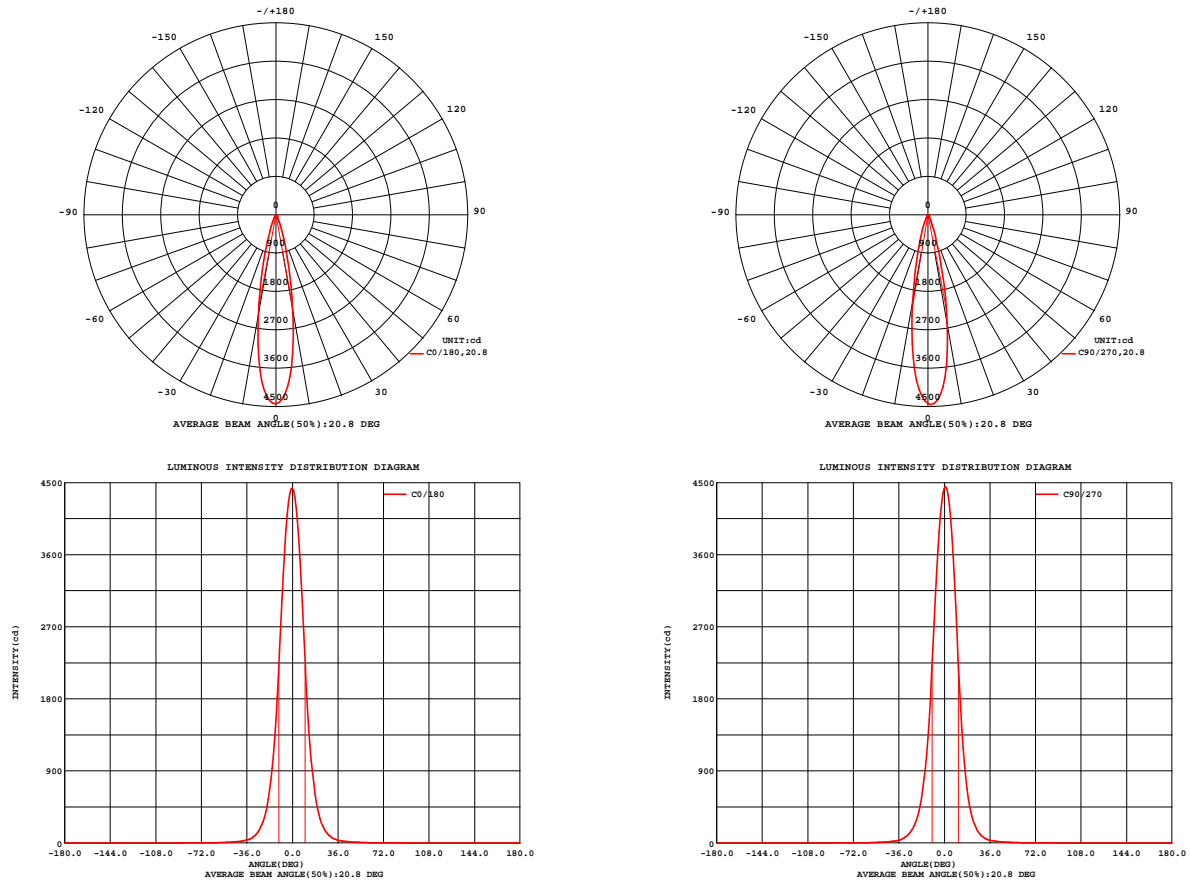 -/+180
-150 150
-120 120
-90 90
-60 60
-30 30
0
900
1800
2700
3600
4500
0
UNIT:cd
C0/180,20.8
AVERAGE BEAM ANGLE(50%):20.8 DEG
-/+180
-150 150
-120 120
-90 90
-60 60
-30 30
0
900
1800
2700
3600
4500
0
UNIT:cd
C90/270,20.8
AVERAGE BEAM ANGLE(50%):20.8 DEG
LUMINOUS INTENSITY DISTRIBUTION DIAGRAM
C0/180
INTENSITY(cd)
4500
3600
2700
1800
900
0
-180.0 -144.0 -108.0 -72.0 -36.0 0.0 36.0 72.0 108.0 144.0 180.0
ANGLE(DEG)
AVERAGE BEAM ANGLE(50%):20.8 DEG
LUMINOUS INTENSITY DISTRIBUTION DIAGRAM
C90/270
INTENSITY(cd)
4500
3600
2700
1800
900
0
-180.0 -144.0 -108.0 -72.0 -36.0 0.0 36.0 72.0 108.0 144.0 180.0
ANGLE(DEG)
AVERAGE BEAM ANGLE(50%):20.8 DEG